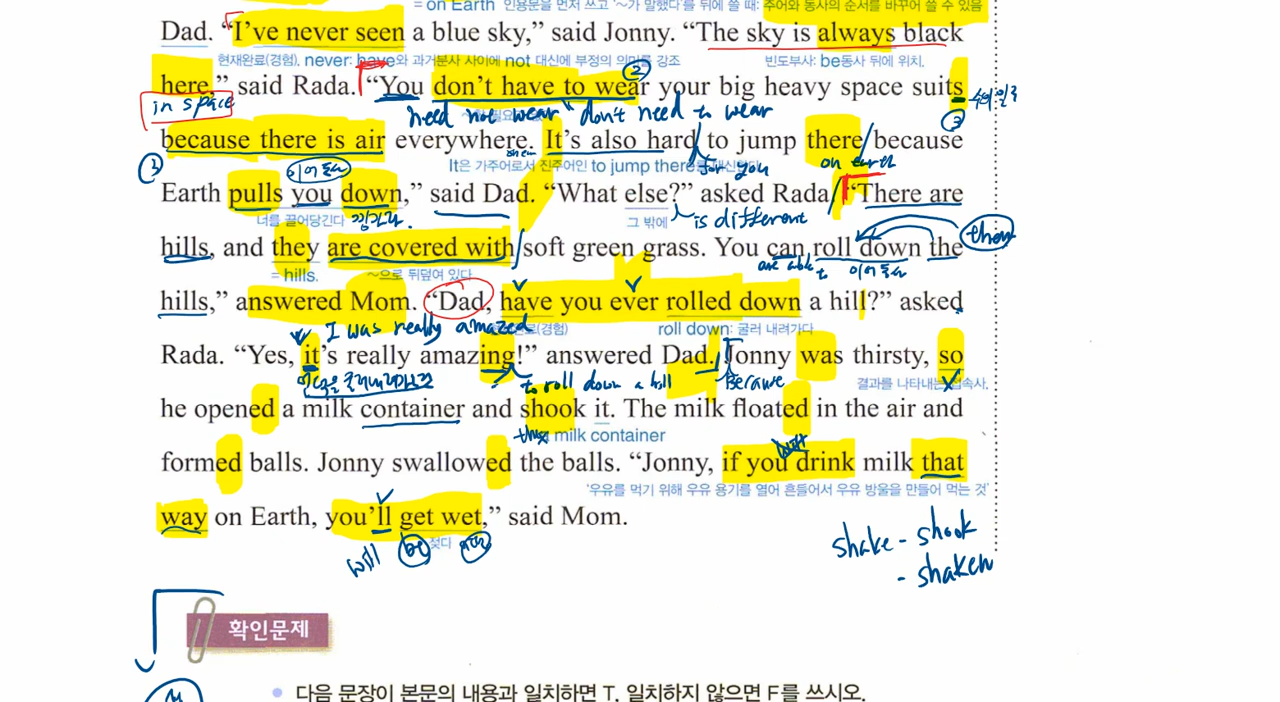 = on Earth 인용문을 먼저 쓰고 '~가 말했다'를 뒤에 쓸 때: 주어와 동사의 순서를 바꾸어 쓸 수 있음
Dad. “I’ve never seen a blue sky,” said Jonny. “The sky is always black
현재완료(경험), never: have와 과거분사 사이에 not 대신에 부정의 의미를 강조 빈도부사: be동사 뒤에 위치,
here,” said Rada. “You don’t have to wear your big heavy space suits
in space need not wear don't need to wear
because there is air everywhere. It’s also hard to jump there because
It은 가주어로서 진주어인 to jump there를 for you on earth
Earth pulls you down,” said Dad. “What else?” asked Rada. “There are
너를 끌어당긴다 그 밖에 is different
hills, and they are covered with soft green grass. You can roll down the
= hills. ~으로 뒤덮여 있다 are able to 이어동사 them
hills,” answered Mom. “Dad, have you ever rolled down a hill?” asked
I was really amazed (경험) roll down: 굴러 내려가다
Rada. “Yes, it’s really amazing!” answered Dad. Jonny was thirsty, so
to roll down a hill Because 결과를 나타내는 접속사,
he opened a milk container and shook it. The milk floated in the air and
milk container
formed balls. Jonny swallowed the balls. “Jonny, if you drink milk that
'우유를 먹기 위해 우유 용기를 열어 흔들어서 우유 방울을 만들어 먹는 것'
way on Earth, you’ll get wet,” said Mom.
will be 젖다
shake - shook
- shaken
확인문제
● 다음 문장이 본문의 내용과 일치하면 T, 일치하지 않으면 F를 쓰시오.